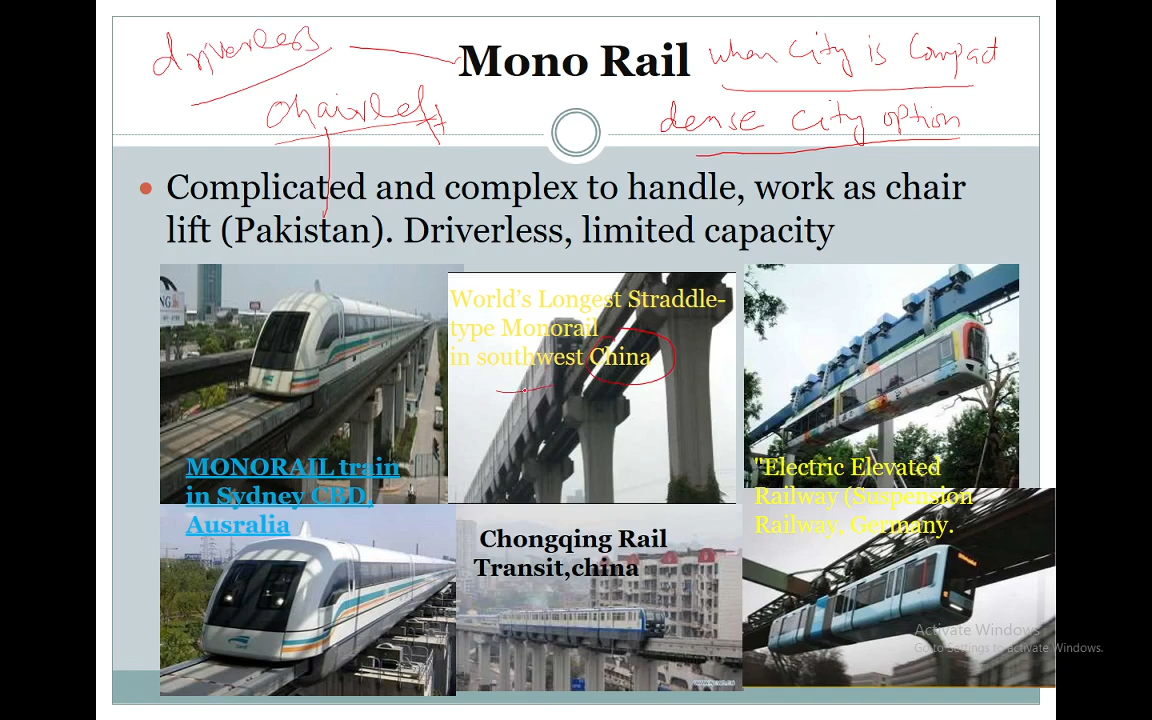 driverless
Mono Rail
when city is Compact
chairleft
dense city option
Complicated and complex to handle, work as chair
lift (Pakistan). Driverless, limited capacity
World's Longest Straddle-
type Monorail
in southwest China
MONORAIL train
in Sydney CBD,
Ausralia
"Electric Elevated
Railway (Suspension
Railway, Germany.
Chongqing Rail
Transit,china
Activate Windows
Go to Settings to activate Windows.